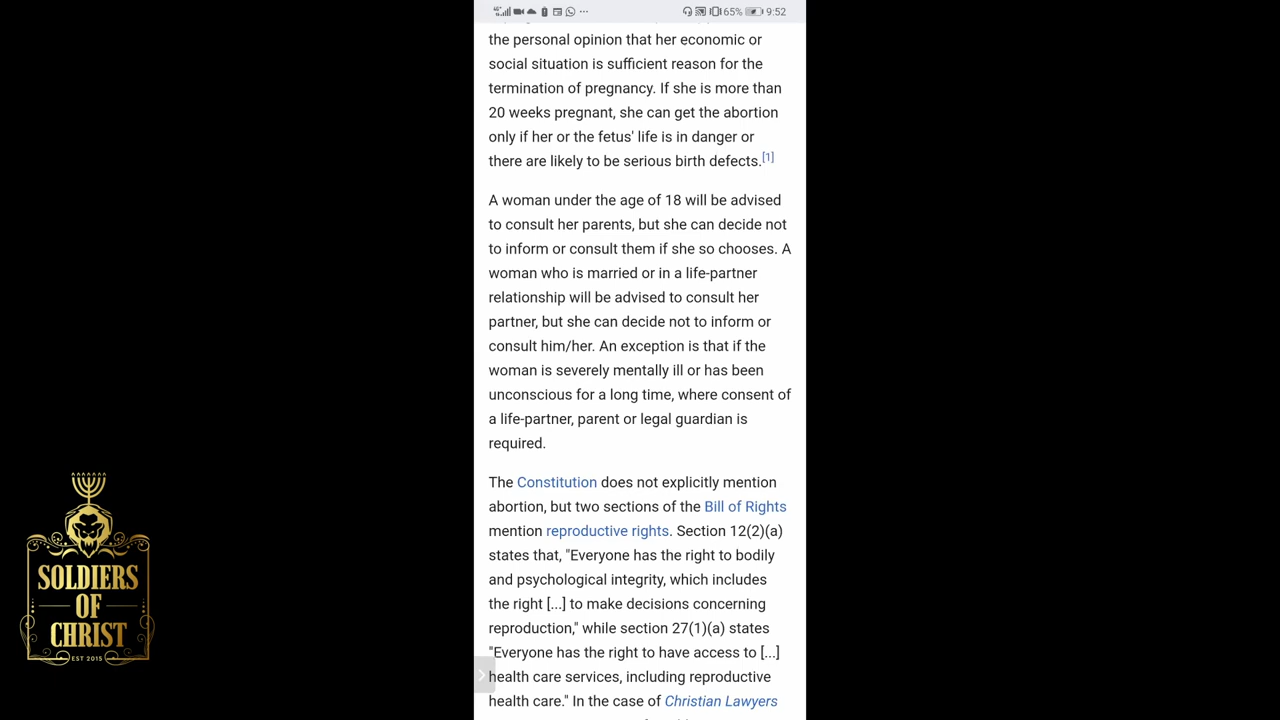 65% 9:52
the personal opinion that her economic or
social situation is sufficient reason for the
termination of pregnancy. If she is more than
20 weeks pregnant, she can get the abortion
only if her or the fetus' life is in danger or
there are likely to be serious birth defects.[1]
A woman under the age of 18 will be advised
to consult her parents, but she can decide not
to inform or consult them if she so chooses. A
woman who is married or in a life-partner
relationship will be advised to consult her
partner, but she can decide not to inform or
consult him/her. An exception is that if the
woman is severely mentally ill or has been
unconscious for a long time, where consent of
a life-partner, parent or legal guardian is
required.
The Constitution does not explicitly mention
abortion, but two sections of the Bill of Rights
mention reproductive rights. Section 12(2)(a)
states that, "Everyone has the right to bodily
and psychological integrity, which includes
the right [...] to make decisions concerning
reproduction," while section 27(1)(a) states
"Everyone has the right to have access to [...]
health care services, including reproductive
health care." In the case of Christian Lawyers
SOLDIERS
OF
CHRIST
EST 2015